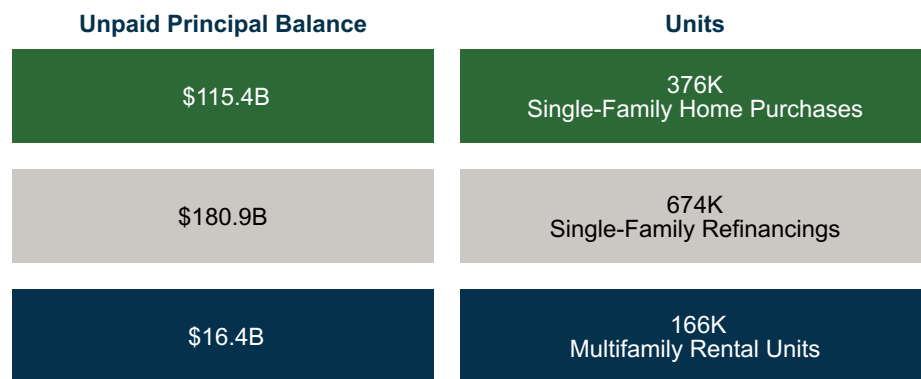 Unpaid Principal Balance
Units
$115.4B
376K
Single-Family Home Purchases
$180.9B
674K
Single-Family Refinancings
$16.4B
166K
Multifamily Rental Units